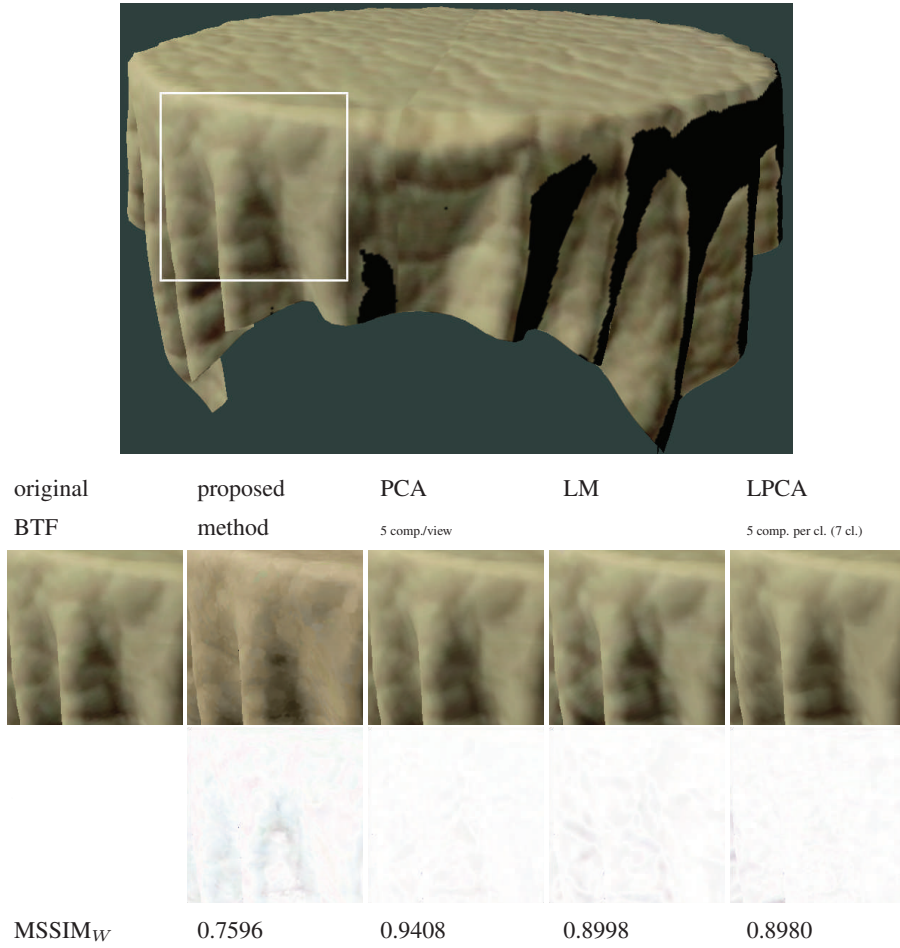 original proposed PCA LM LPCA
BTF method 5 comp./view 5 comp. per cl. (7 cl.)
MSSIM_W 0.7596 0.9408 0.8998 0.8980